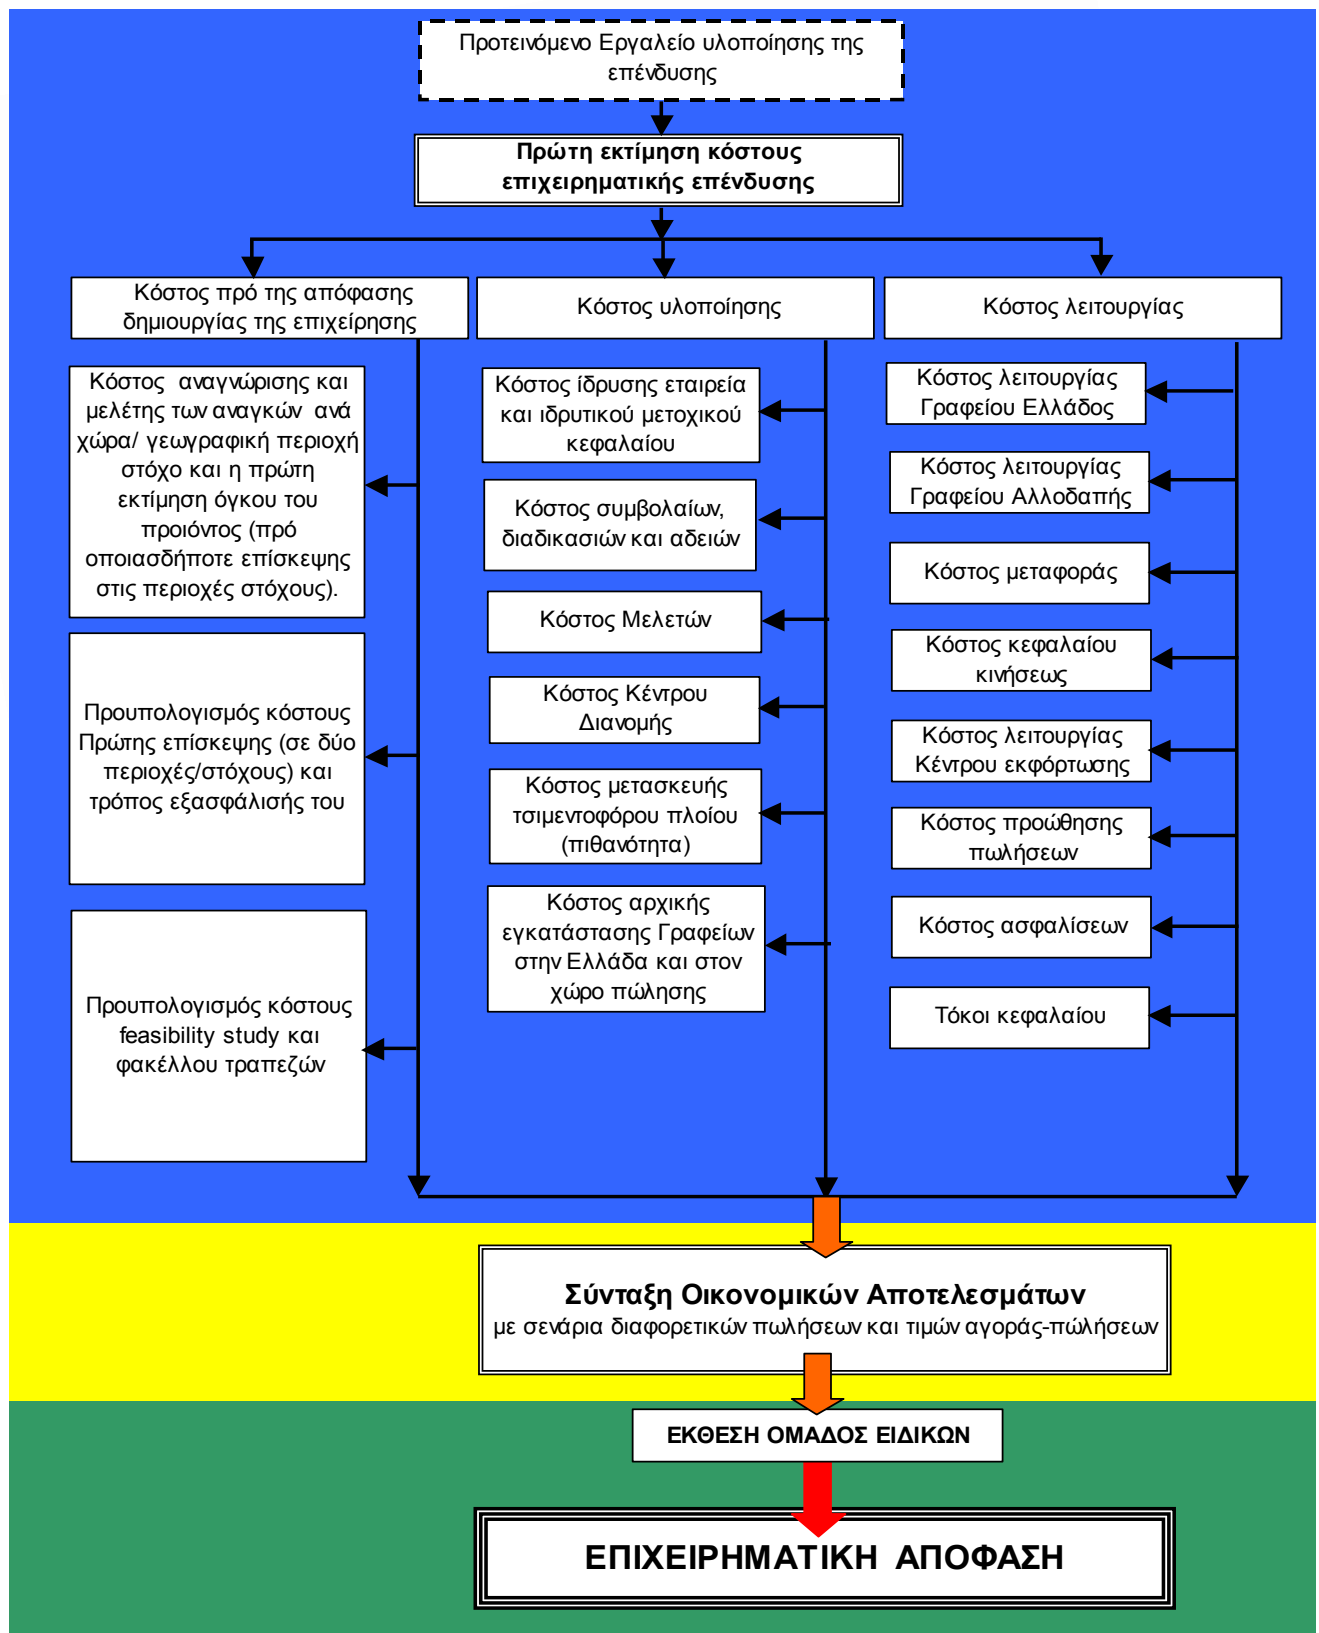 Προτεινόμενο Εργαλείο υλοποίησης της
επένδυσης
Πρώτη εκτίμηση κόστους
επιχειρηματικής επένδυσης
Κόστος πρό της απόφασης
δημιουργίας της επιχείρησης
Κόστος αναγνώρισης και
μελέτης των αναγκών ανά
χώρα/ γεωγραφική περιοχή
στόχο και η πρώτη
εκτίμηση όγκου του
προιόντος (πρό
οποιασδήποτε επίσκεψης
στις περιοχές στόχους).
Προυπολογισμός κόστους
Πρώτης επίσκεψης (σε δύο
περιοχές/στόχους) και
τρόπος εξασφάλισής του
Προυπολογισμός κόστους
feasibility study και
φακέλλου τραπεζών
Κόστος υλοποίησης
Κόστος ίδρυσης εταιρεία
και ιδρυτικού μετοχικού
κεφαλαίου
Κόστος συμβολαίων,
διαδικασιών και αδειών
Κόστος Μελετών
Κόστος Κέντρου
Διανομής
Κόστος μετασκευής
τσιμεντοφόρου πλοίου
(πιθανότητα)
Κόστος αρχικής
εγκατάστασης Γραφείων
στην Ελλάδα και στον
χώρο πώλησης
Κόστος λειτουργίας
Κόστος λειτουργίας
Γραφείου Ελλάδος
Κόστος λειτουργίας
Γραφείου Αλλοδαπής
Κόστος μεταφοράς
Κόστος κεφαλαίου
κινήσεως
Κόστος λειτουργίας
Κέντρου εκφόρτωσης
Κόστος προώθησης
πωλήσεων
Κόστος ασφαλίσεων
Τόκοι κεφαλαίου
Σύνταξη Οικονομικών Αποτελεσμάτων
με σενάρια διαφορετικών πωλήσεων και τιμών αγοράς-πώλήσεων
ΕΚΘΕΣΗ ΟΜΑΔΟΣ ΕΙΔΙΚΩΝ
ΕΠΙΧΕΙΡΗΜΑΤΙΚΗ ΑΠΟΦΑΣΗ